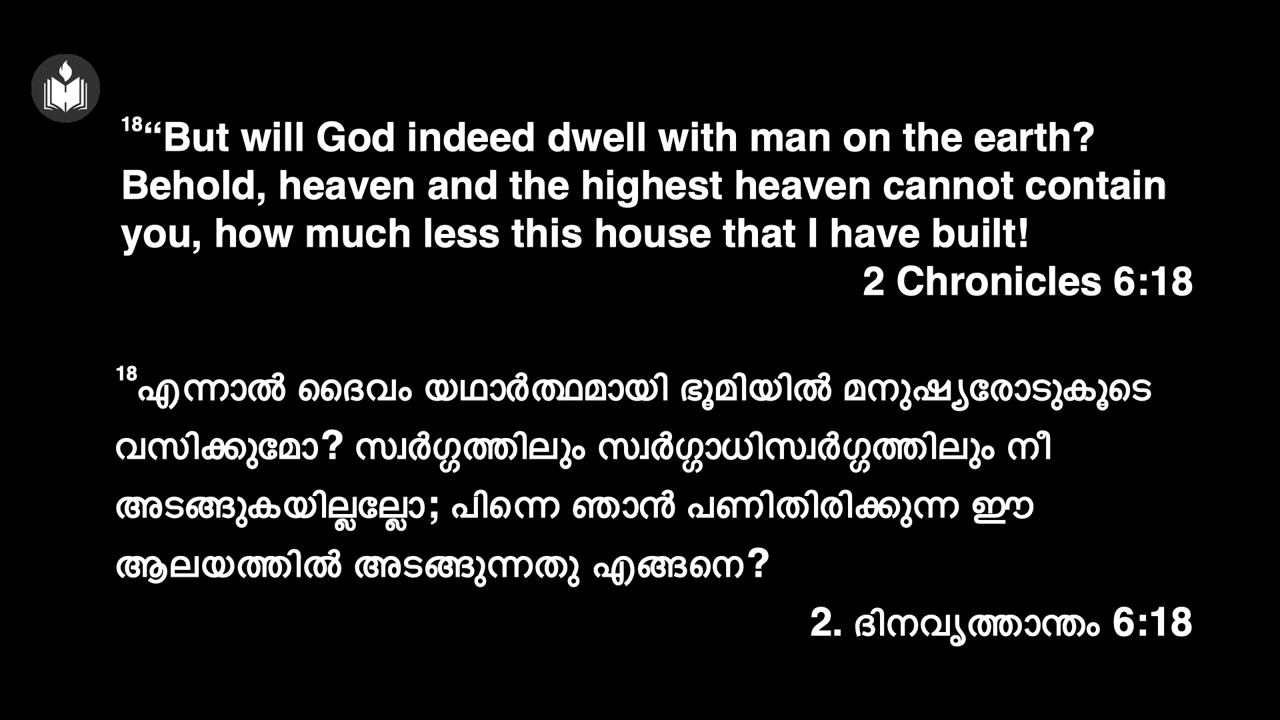 18“But will God indeed dwell with man on the earth?
Behold, heaven and the highest heaven cannot contain
you, how much less this house that I have built!
2 Chronicles 6:18
18എന്നാൽ ദൈവം യഥാർത്ഥമായി ഭൂമിയിൽ മനുഷ്യരോടുകൂടെ
വസിക്കുമോ? സ്വർഗ്ഗത്തിലും സ്വർഗ്ഗാധിസ്വർഗ്ഗത്തിലും നീ
അടങ്ങുകയില്ലല്ലോ; പിന്നെ ഞാൻ പണിതിരിക്കുന്ന ഈ
ആലയത്തിൽ അടങ്ങുന്നതു എങ്ങനെ?
2. ദിനവൃത്താന്തം 6:18